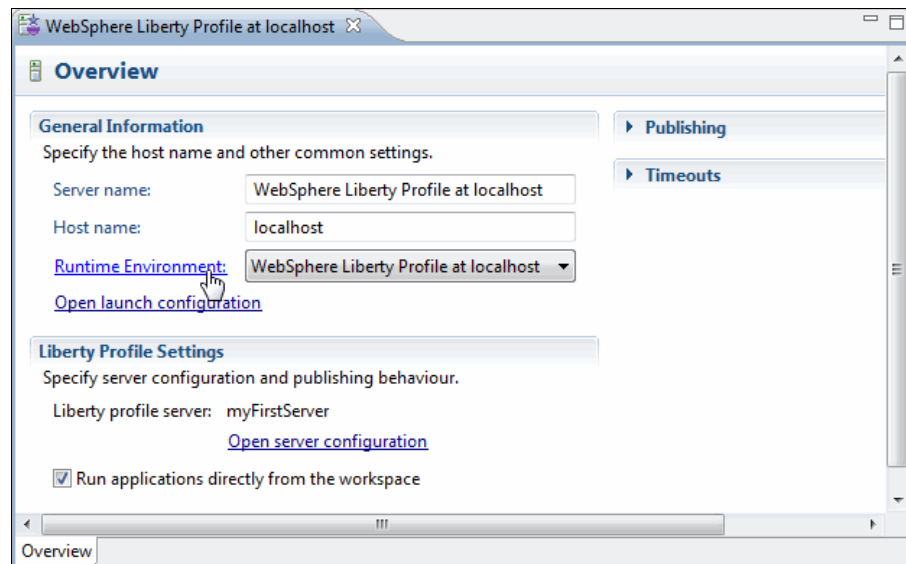 WebSphere Liberty Profile at localhost
Overview
General Information
Specify the host name and other common settings.
Server name: WebSphere Liberty Profile at localhost
Host name: localhost
Runtime Environment: WebSphere Liberty Profile at localhost
Open launch configuration
Publishing
Timeouts
Liberty Profile Settings
Specify server configuration and publishing behaviour.
Liberty profile server: myFirstServer
Open server configuration
Run applications directly from the workspace
Overview